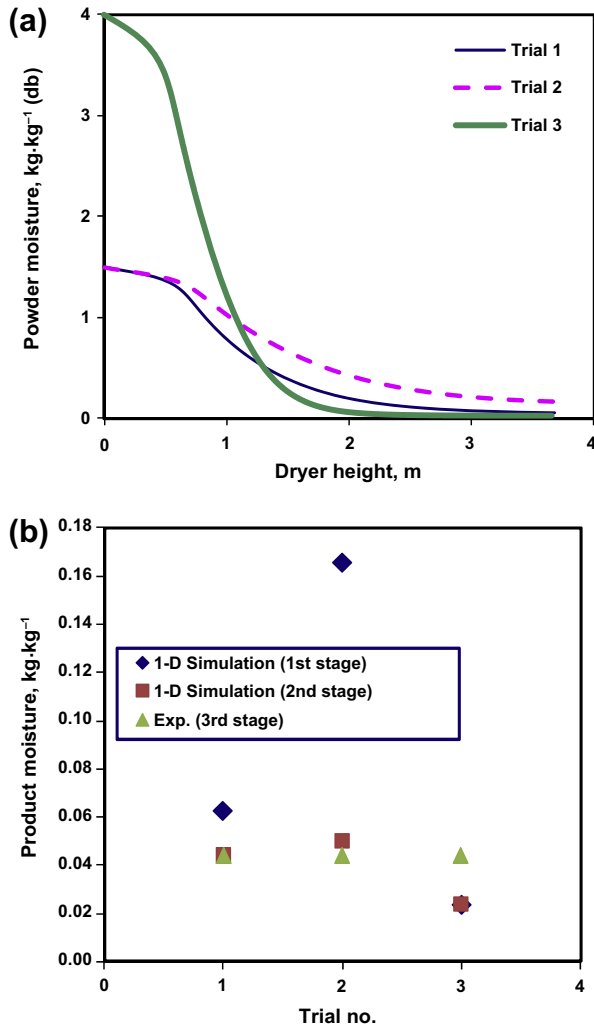 (a)
4
3
2
1
0
Powder moisture, kg·kg⁻¹ (db)
Trial 1
Trial 2
Trial 3
0 1 2 3 4
Dryer height, m
(b)
0.18
0.16
0.14
0.12
0.10
0.08
0.06
0.04
0.02
0.00
Product moisture, kg·kg⁻¹
1-D Simulation (1st stage)
1-D Simulation (2nd stage)
Exp. (3rd stage)
0 1 2 3 4
Trial no.